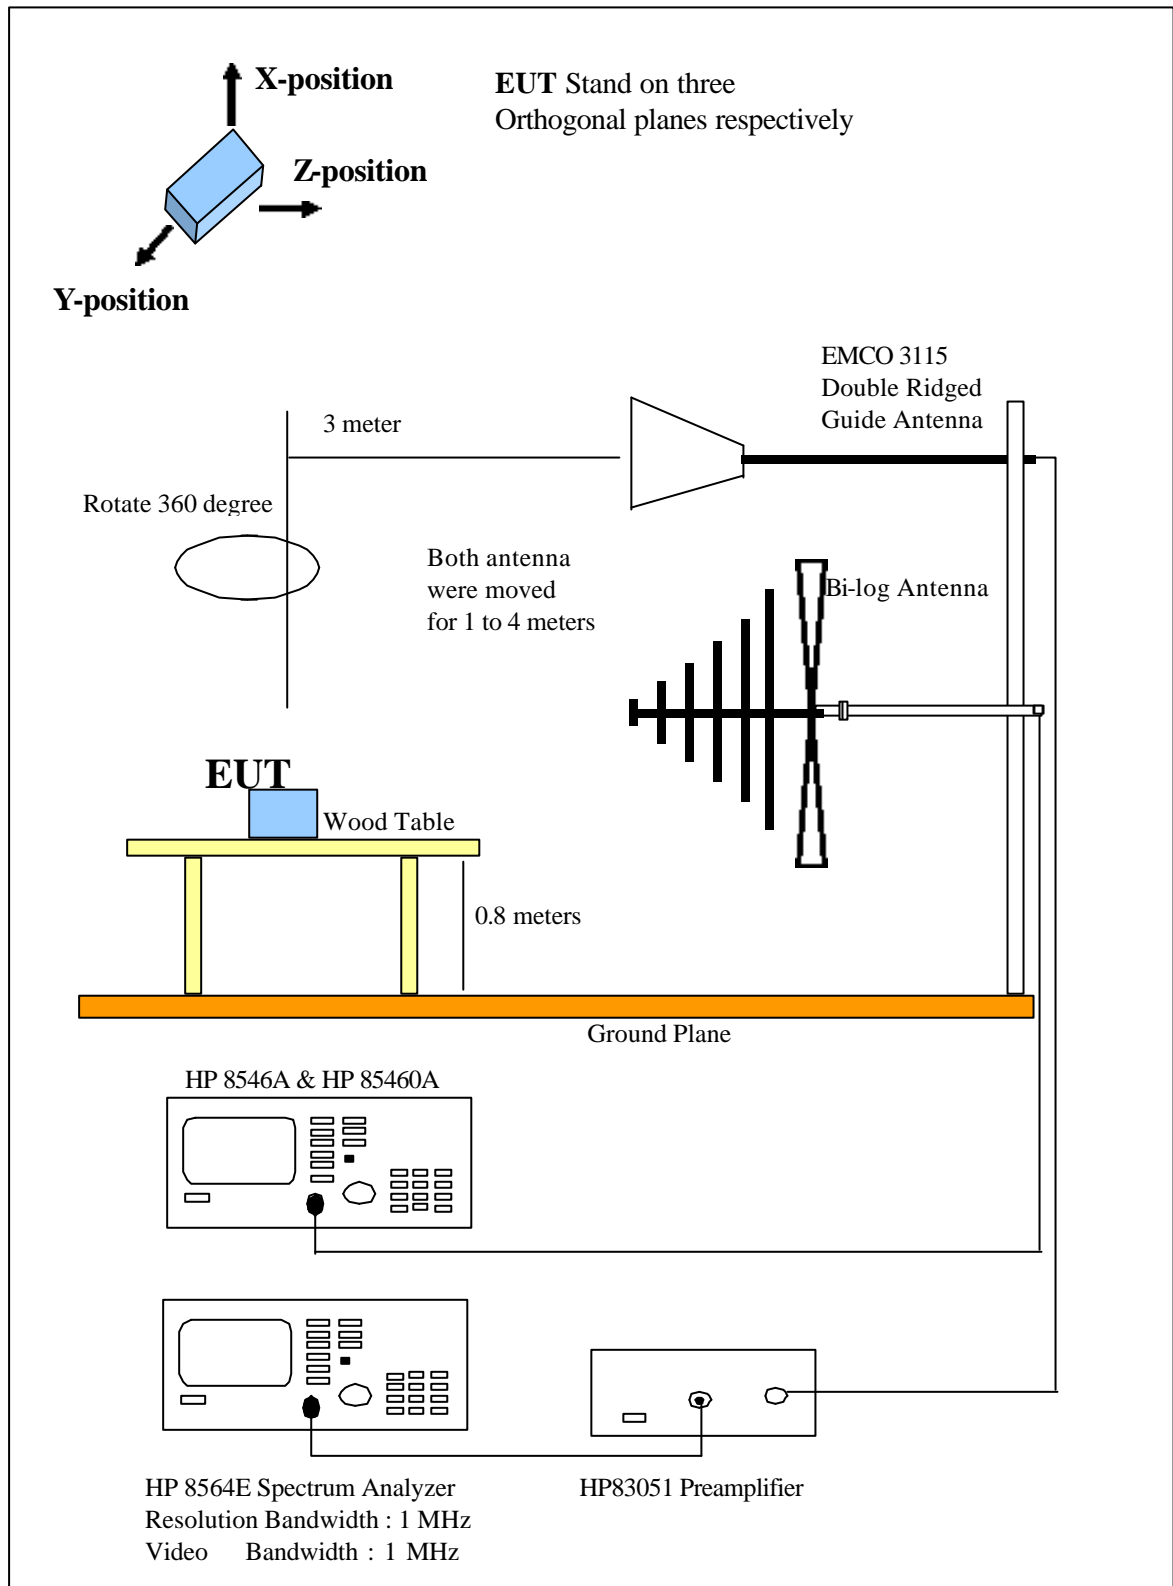 X-position
EUT Stand on three
Orthogonal planes respectively
Z-position
Y-position
EMCO 3115
Double Ridged
Guide Antenna
3 meter
Rotate 360 degree
Both antenna
were moved
for 1 to 4 meters
Bi-log Antenna
EUT
Wood Table
0.8 meters
Ground Plane
HP 8546A & HP 85460A
HP 8564E Spectrum Analyzer
Resolution Bandwidth : 1 MHz
Video Bandwidth : 1 MHz
HP83051 Preamplifier